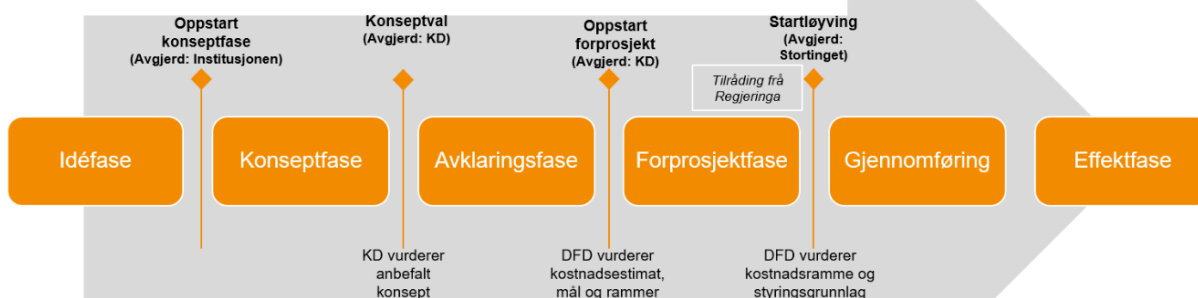 Oppstart
konseptfase
(Avgjerd: Institusjonen)
Konseptval
(Avgjerd: KD)
Oppstart
forprosjekt
(Avgjerd: KD)
Startløyving
(Avgjerd:
Stortinget)
Tilråding frå
Regjeringa
Idéfase
Konseptfase
Avklaringsfase
Forprosjektfase
Gjennomføring
Effektfase
KD vurderer
anbefalt
konsept
DFD vurderer
kostnadsestimat,
mål og rammer
DFD vurderer
kostnadsramme og
styringsgrunnlag